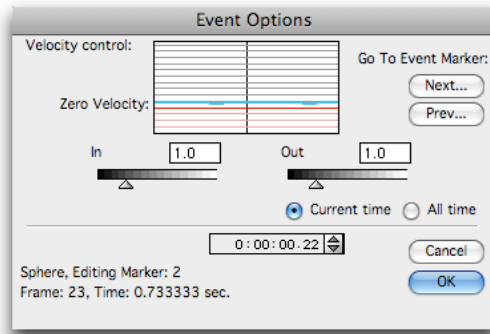 Event Options
Velocity control:
Go To Event Marker:
Next...
Zero Velocity:
Prev...
In 1.0 Out 1.0
Current time All time
0:00:00.22
Cancel
Sphere, Editing Marker: 2
OK
Frame: 23, Time: 0.733333 sec.